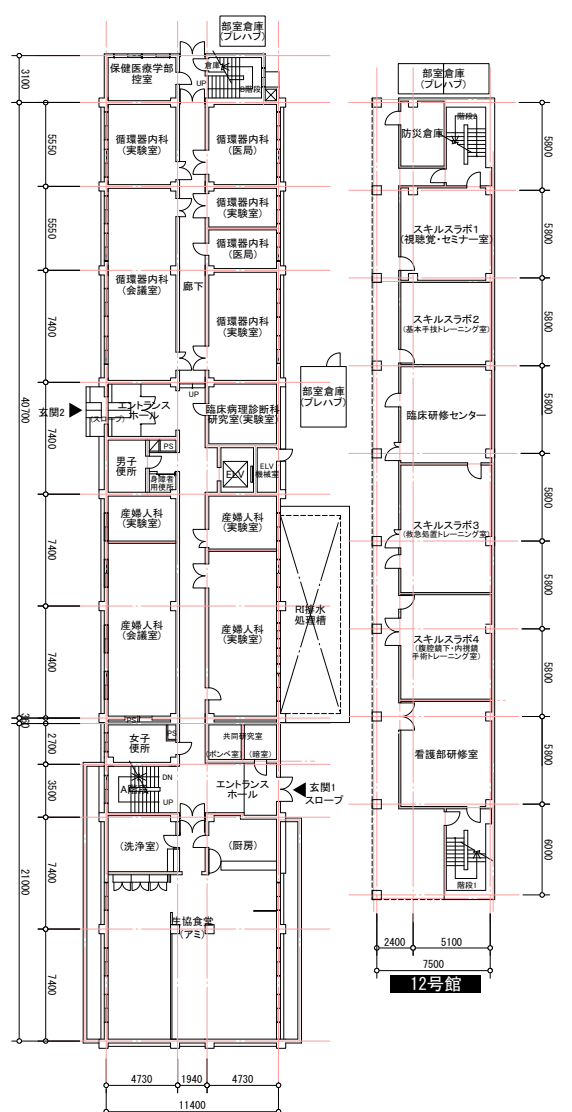 部室倉庫
(プレハブ)
保健医療学部
控室
倉庫
UP
B階段
3100
循環器内科
(実験室)
循環器内科
(医局)
5550
循環器内科
(実験室)
5550
循環器内科
(医局)
循環器内科
(会議室)
廊下
循環器内科
(実験室)
7400
40700
玄関2
(スロープ)
エントランス
ホール
UP
臨床病理診断科
研究室(実験室)
部室倉庫
(プレハブ)
7400
男子
便所
PS
身障者
用便所
ELV
ELV
機械室
産婦人科
(実験室)
産婦人科
(実験室)
7400
産婦人科
(会議室)
産婦人科
(実験室)
RI排水
処理槽
7400
PS
300
女子
便所
PS
共同研究室
(ボンベ室)
(暗室)
2700
A階段
DN
UP
エントランス
ホール
玄関1
スロープ
3500
(洗浄室)
(厨房)
7400
21000
生協食堂
(アミ)
7400
4730
1940
4730
11400
部室倉庫
(プレハブ)
防災倉庫
階段2
5800
スキルスラボ1
(視聴覚・セミナー室)
5800
スキルスラボ2
(基本手技トレーニング室)
5800
臨床研修センター
5800
スキルスラボ3
(救急処置トレーニング室)
5800
5800
スキルスラボ4
(腹腔鏡下・内視鏡
手術トレーニング室)
5800
看護部研修室
5800
階段1
6000
2400
5100
7500
12号館